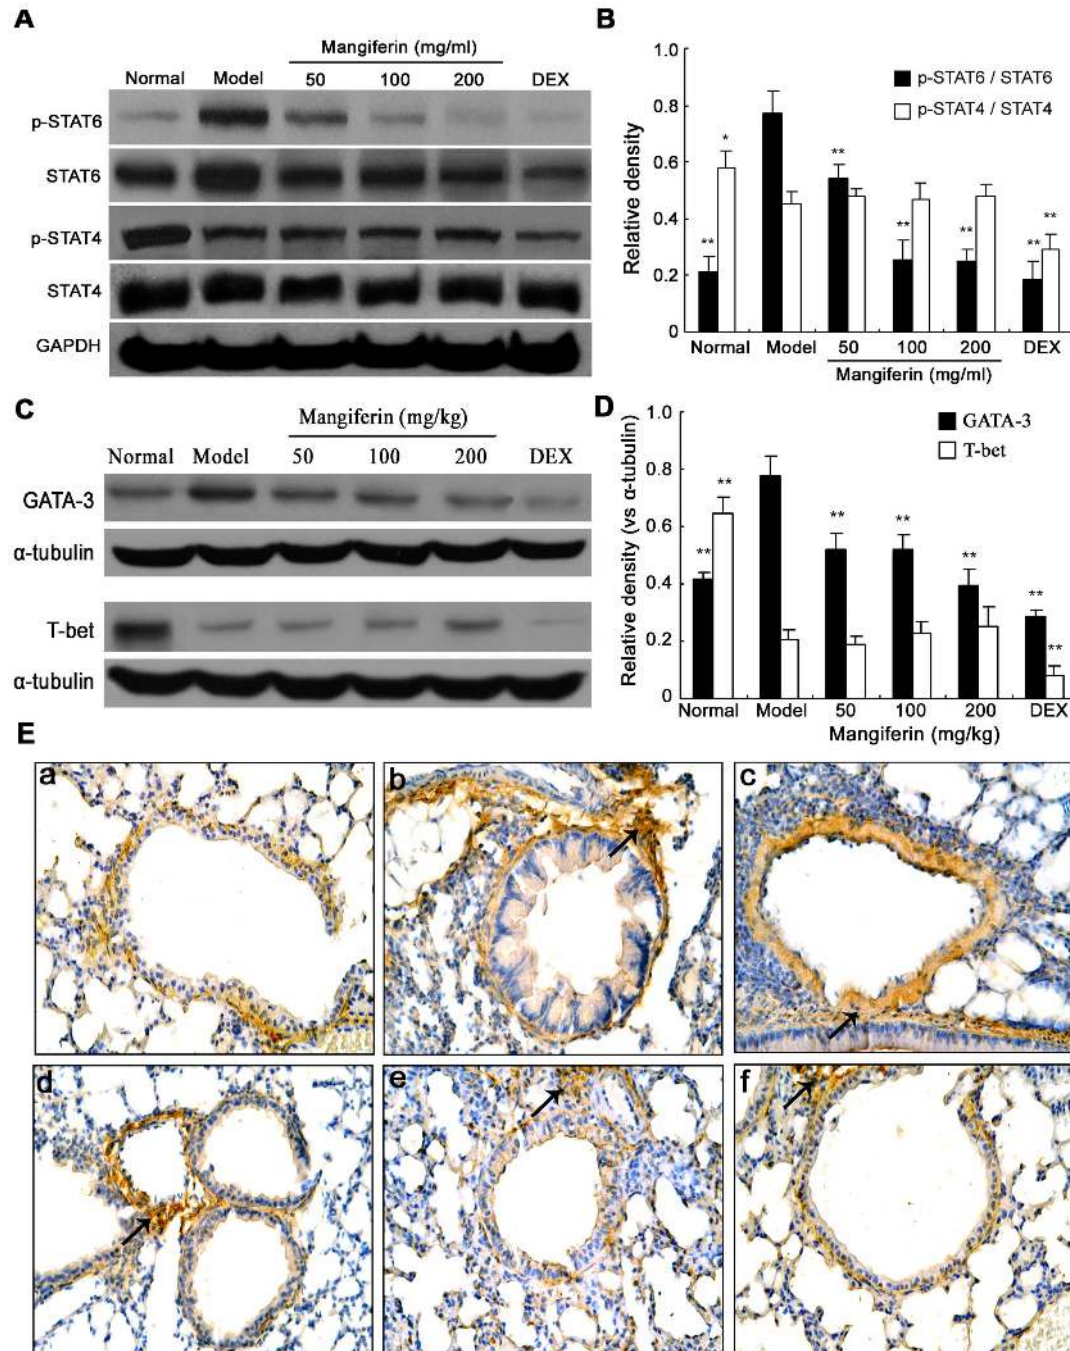 A
Mangiferin (mg/ml)
Normal Model 50 100 200 DEX
p-STAT6
STAT6
p-STAT4
STAT4
GAPDH
B
1.0
0.8
0.6
0.4
0.2
0
Relative density
p-STAT6 / STAT6
p-STAT4 / STAT4
** * ** ** ** ** **
Normal Model 50 100 200 DEX
Mangiferin (mg/ml)
C
Mangiferin (mg/kg)
Normal Model 50 100 200 DEX
GATA-3
α-tubulin
T-bet
α-tubulin
D
1.0
0.8
0.6
0.4
0.2
0
Relative density (vs α-tubulin)
GATA-3
T-bet
** ** ** ** ** ** **
Normal Model 50 100 200 DEX
Mangiferin (mg/kg)
E
a b c
d e f